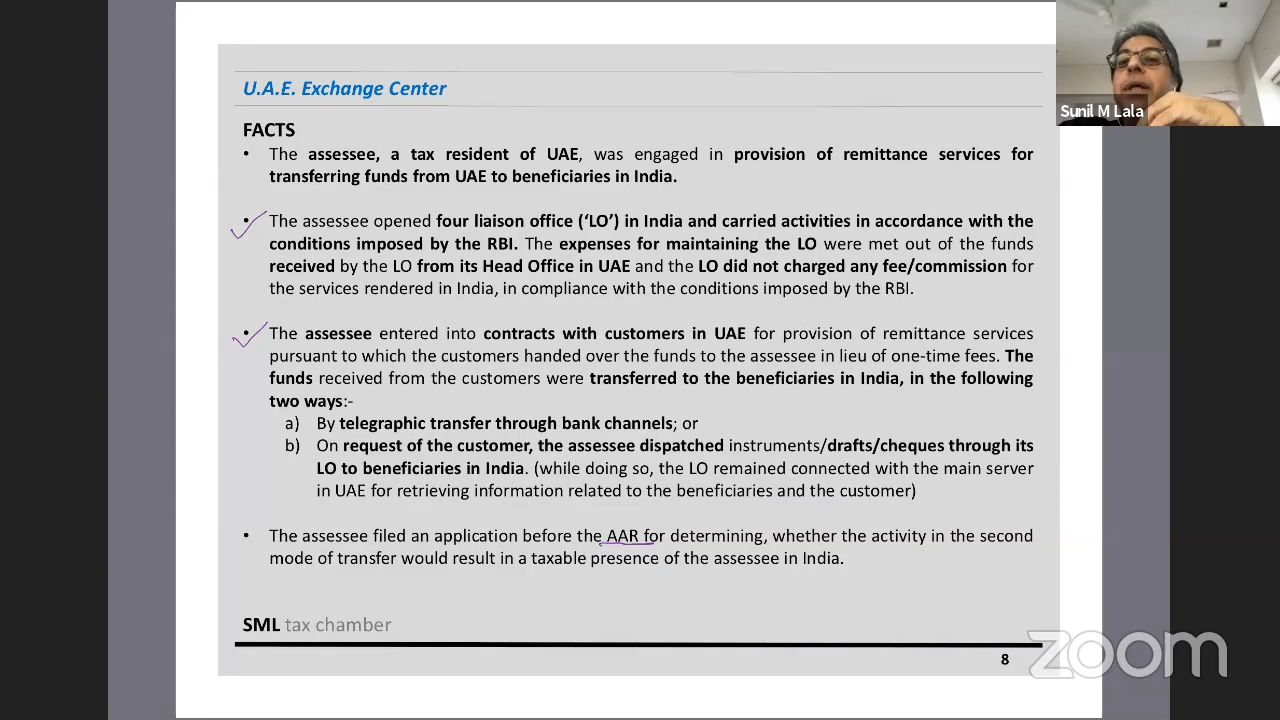 U.A.E. Exchange Center
Sunil M Lala
FACTS
• The assessee, a tax resident of UAE, was engaged in provision of remittance services for
transferring funds from UAE to beneficiaries in India.
• The assessee opened four liaison office (‘LO’) in India and carried activities in accordance with the
conditions imposed by the RBI. The expenses for maintaining the LO were met out of the funds
received by the LO from its Head Office in UAE and the LO did not charged any fee/commission for
the services rendered in India, in compliance with the conditions imposed by the RBI.
• The assessee entered into contracts with customers in UAE for provision of remittance services
pursuant to which the customers handed over the funds to the assessee in lieu of one-time fees. The
funds received from the customers were transferred to the beneficiaries in India, in the following
two ways:-
a) By telegraphic transfer through bank channels; or
b) On request of the customer, the assessee dispatched instruments/drafts/cheques through its
LO to beneficiaries in India. (while doing so, the LO remained connected with the main server
in UAE for retrieving information related to the beneficiaries and the customer)
• The assessee filed an application before the AAR for determining, whether the activity in the second
mode of transfer would result in a taxable presence of the assessee in India.
SML tax chamber
8
zoom